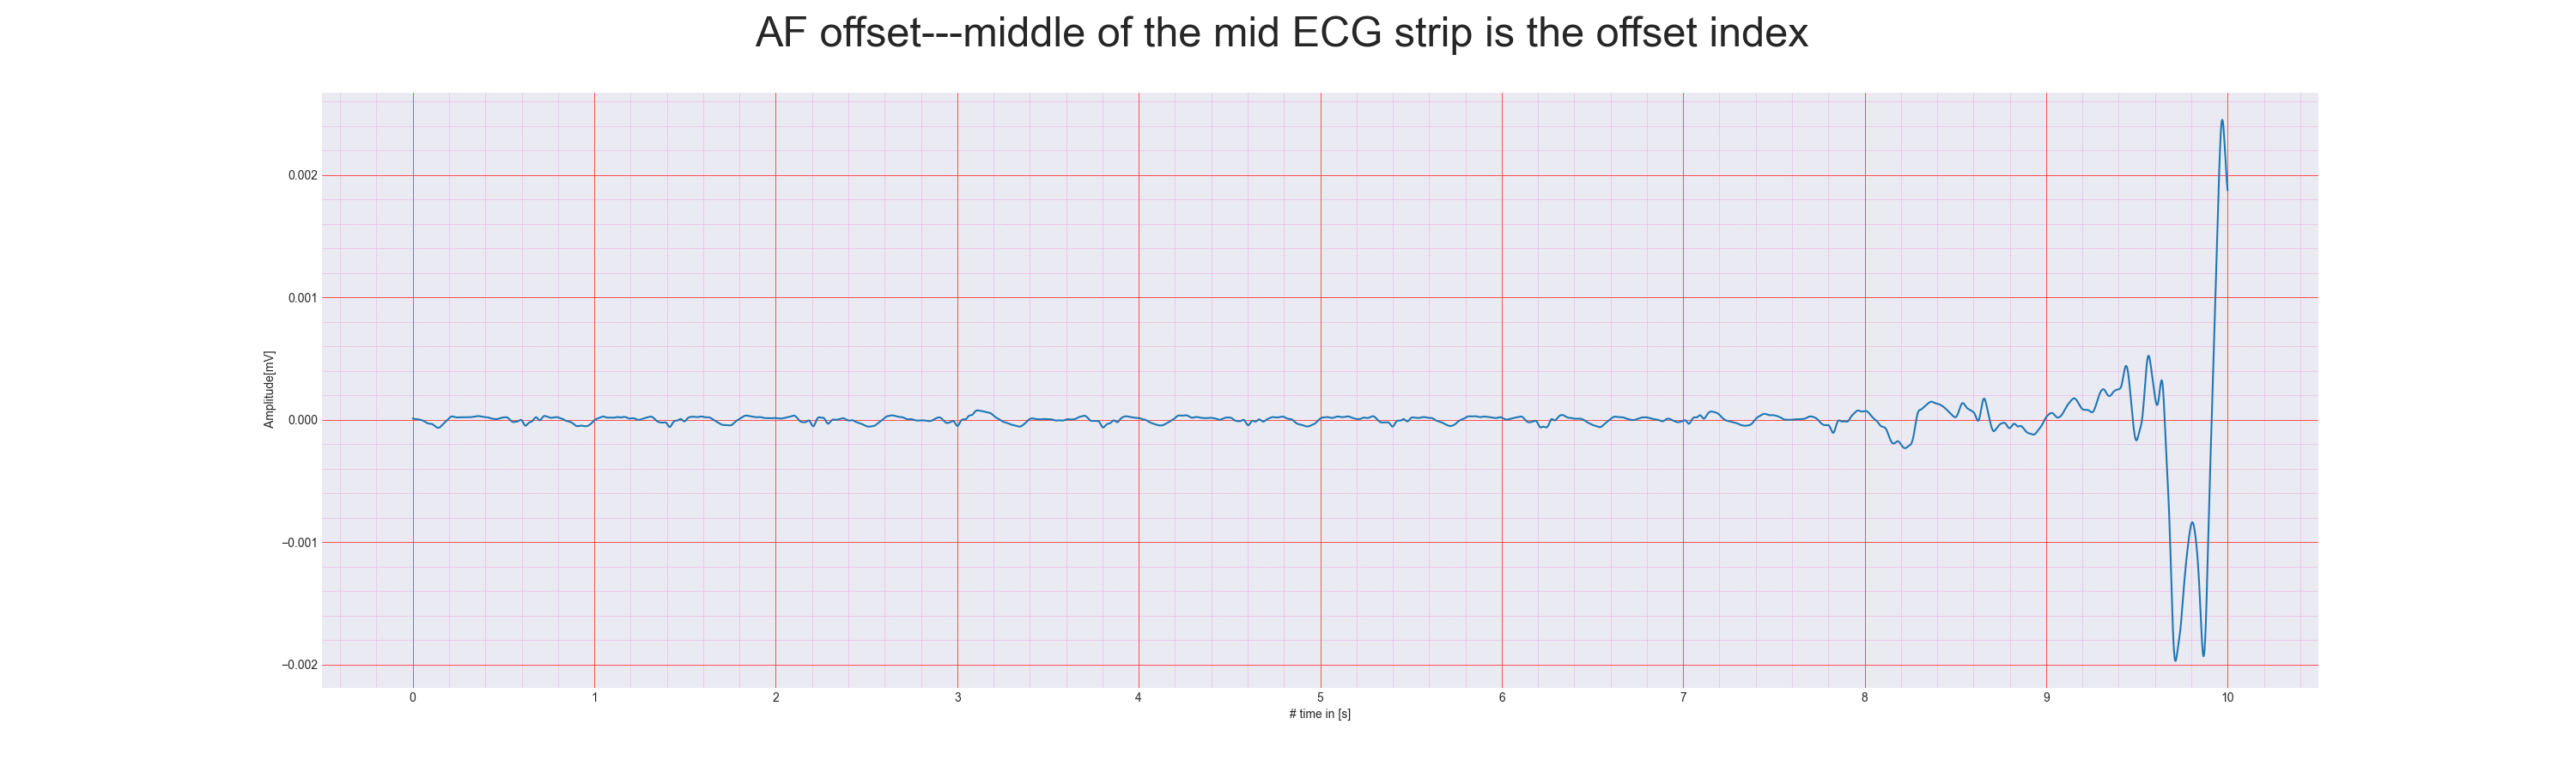 AF offset---middle of the mid ECG strip is the offset index
0.002
0.001
0.000
−0.001
−0.002
Amplitude[mV]
0 1 2 3 4 5 6 7 8 9 10
# time in [s]